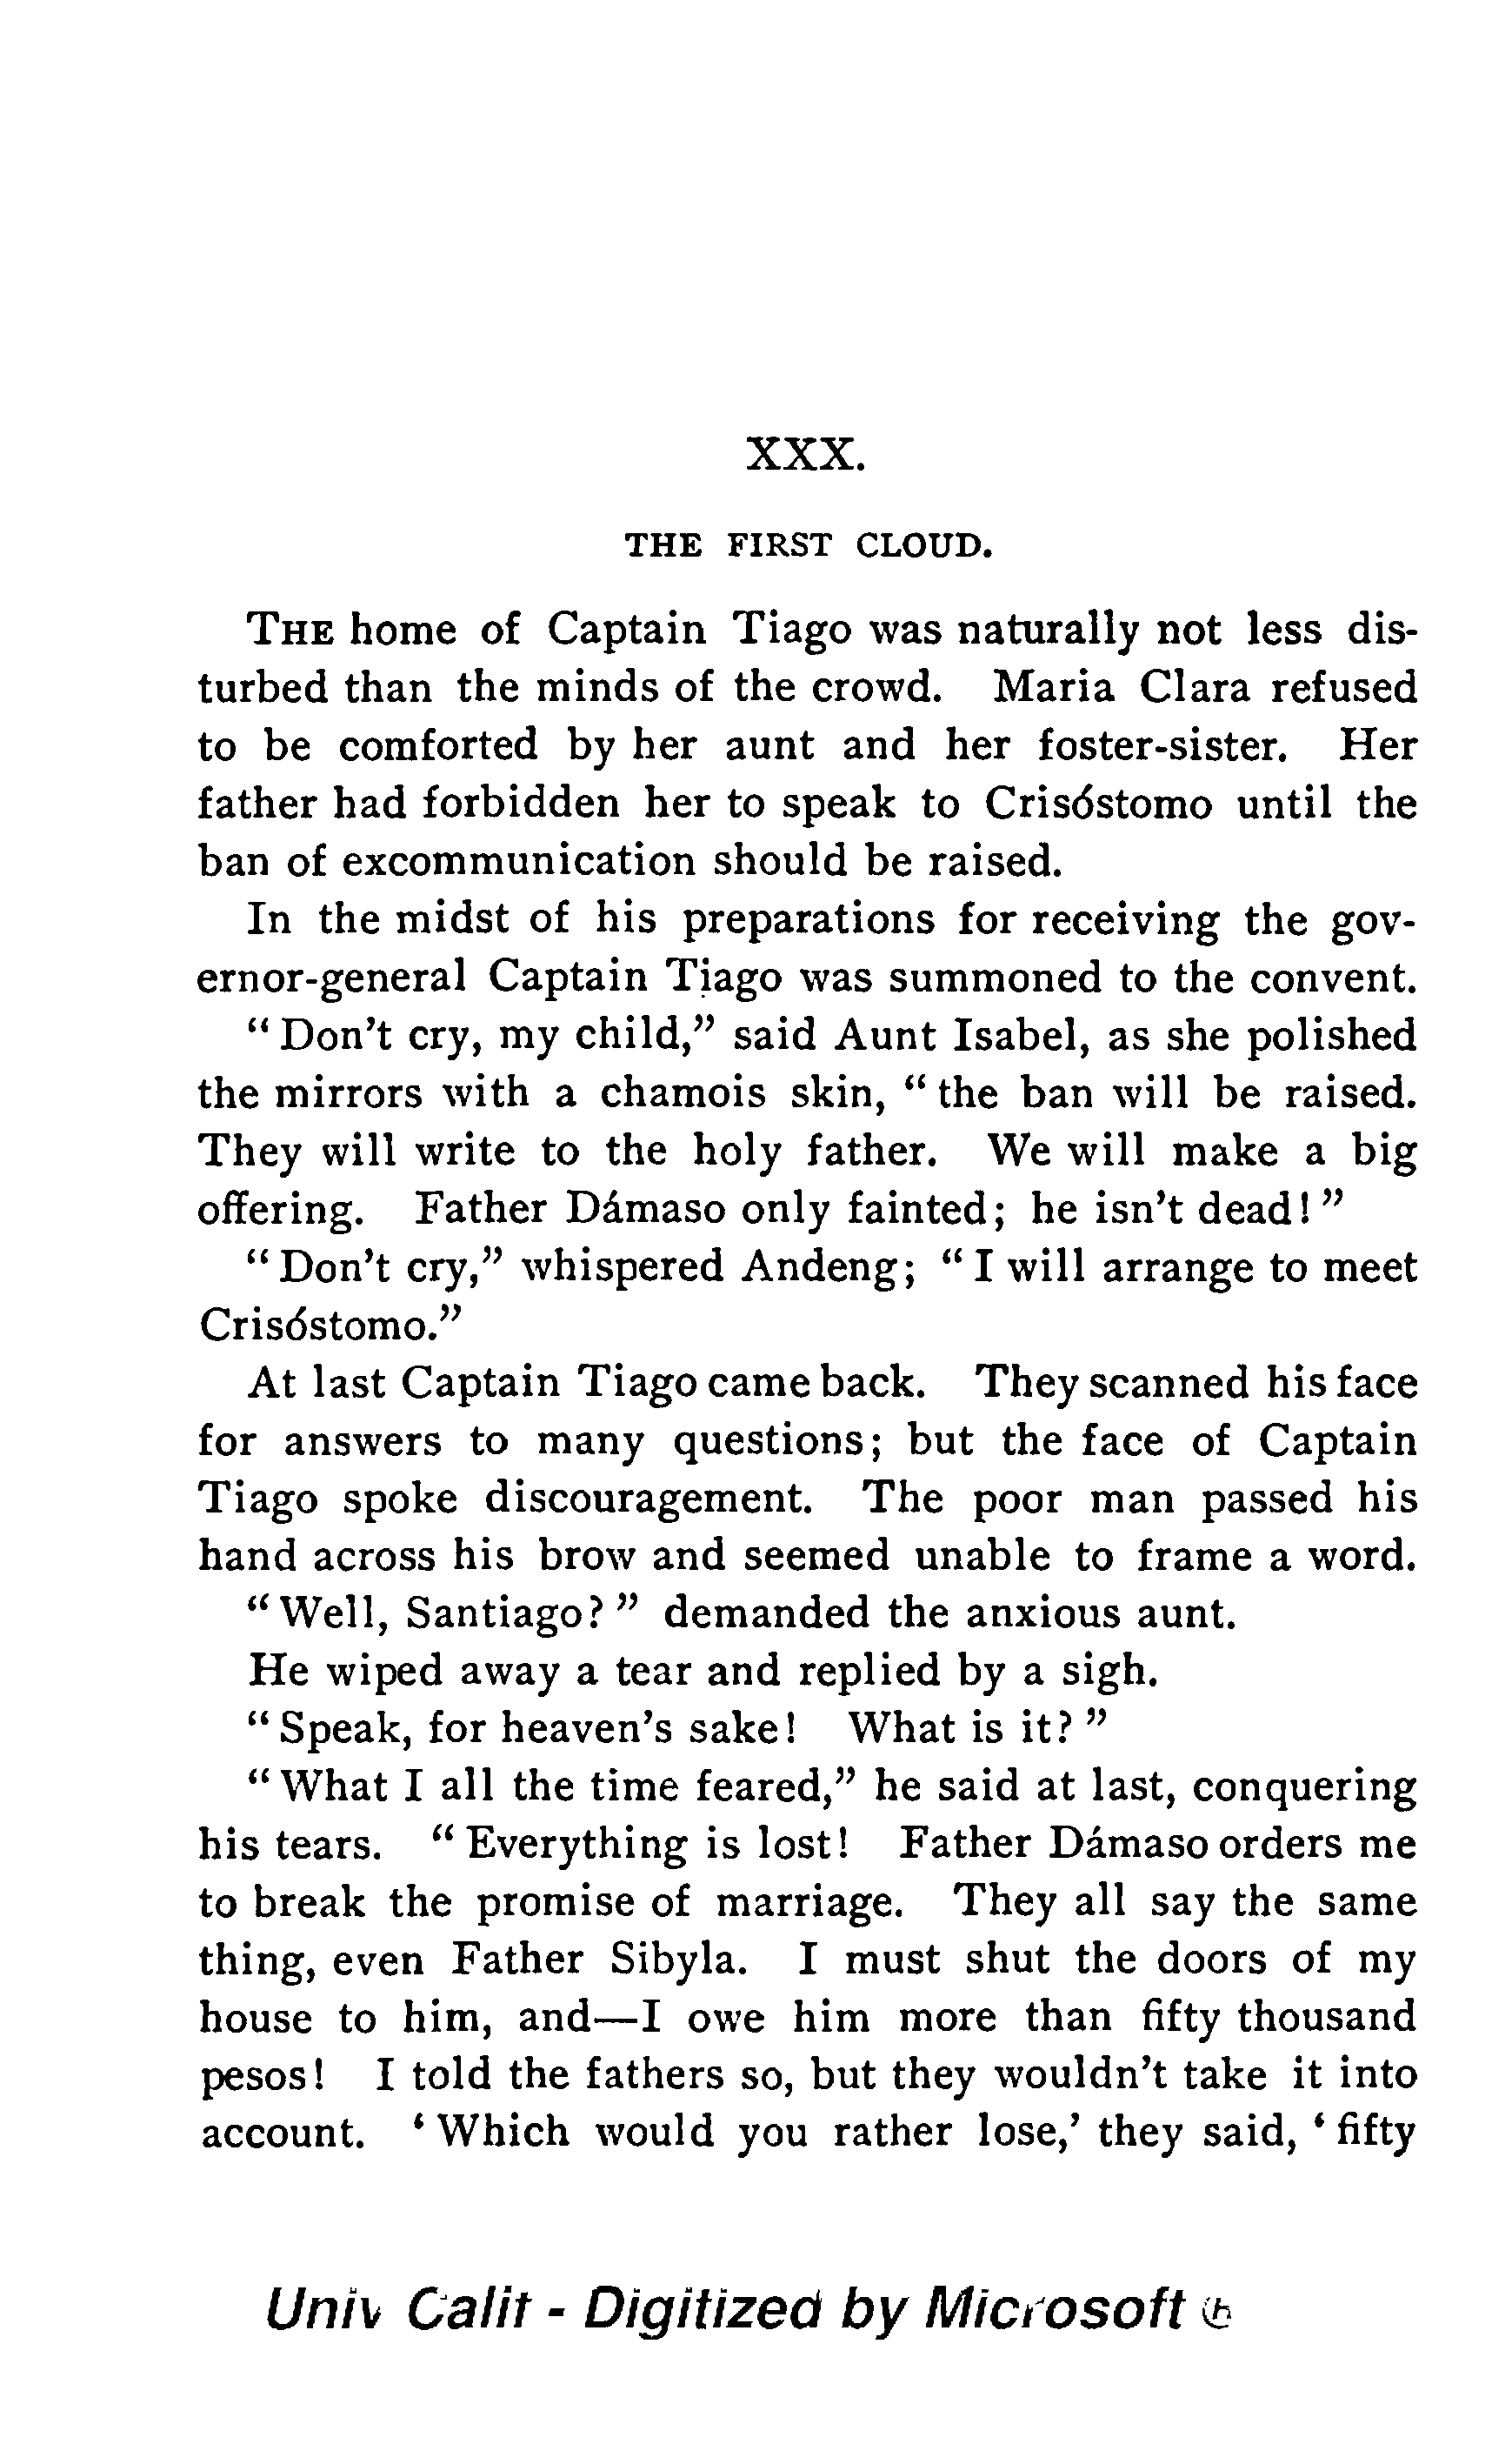 XXX.
THE FIRST CLOUD.
THE home of Captain Tiago was naturally not less dis-
turbed than the minds of the crowd. Maria Clara refused
to be comforted by her aunt and her foster-sister. Her
father had forbidden her to speak to Crisóstomo until the
ban of excommunication should be raised.
In the midst of his preparations for receiving the gov-
ernor-general Captain Tiago was summoned to the convent.
" Don't cry, my child," said Aunt Isabel, as she polished
the mirrors with a chamois skin, " the ban will be raised.
They will write to the holy father. We will make a big
offering. Father Dámaso only fainted; he isn't dead! "
" Don't cry," whispered Andeng; " I will arrange to meet
Crisóstomo."
At last Captain Tiago came back. They scanned his face
for answers to many questions; but the face of Captain
Tiago spoke discouragement. The poor man passed his
hand across his brow and seemed unable to frame a word.
" Well, Santiago? " demanded the anxious aunt.
He wiped away a tear and replied by a sigh.
" Speak, for heaven's sake! What is it? "
" What I all the time feared," he said at last, conquering
his tears. " Everything is lost! Father Dámaso orders me
to break the promise of marriage. They all say the same
thing, even Father Sibyla. I must shut the doors of my
house to him, and—I owe him more than fifty thousand
pesos! I told the fathers so, but they wouldn't take it into
account. ' Which would you rather lose,' they said, ' fifty
Univ Calif - Digitized by Microsoft ®